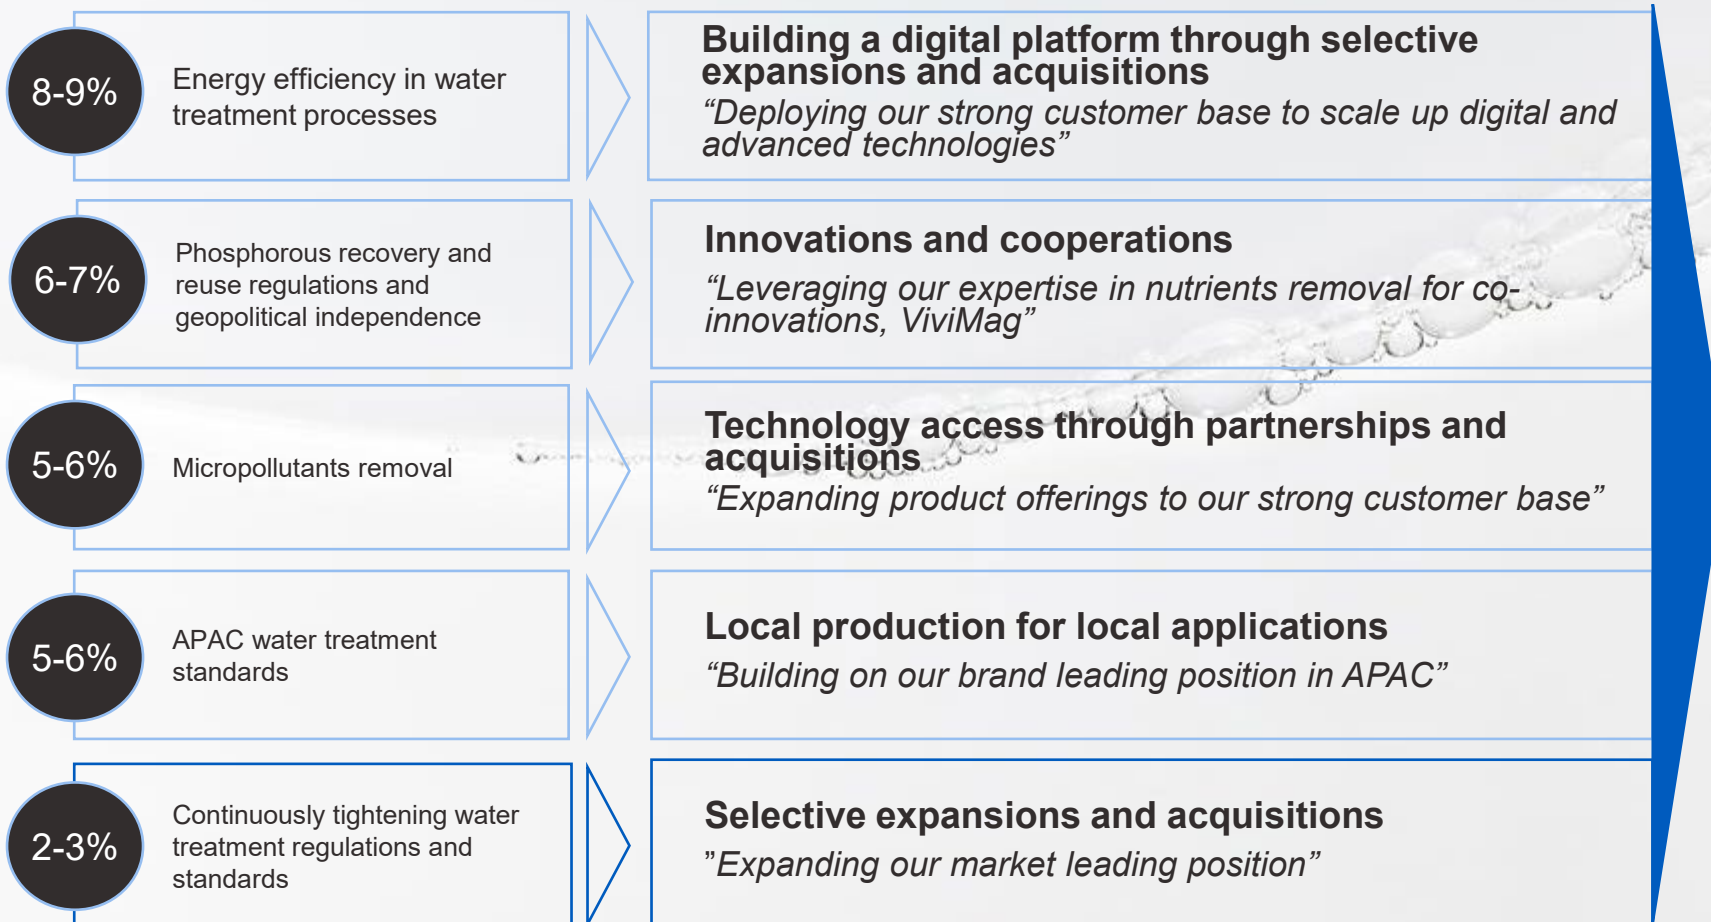 8-9%
Energy efficiency in water
treatment processes
Building a digital platform through selective
expansions and acquisitions
“Deploying our strong customer base to scale up digital and
advanced technologies”
6-7%
Phosphorous recovery and
reuse regulations and
geopolitical independence
Innovations and cooperations
“Leveraging our expertise in nutrients removal for co-
innovations, ViviMag”
5-6%
Micropollutants removal
Technology access through partnerships and
acquisitions
“Expanding product offerings to our strong customer base”
5-6%
APAC water treatment
standards
Local production for local applications
“Building on our brand leading position in APAC”
2-3%
Continuously tightening water
treatment regulations and
standards
Selective expansions and acquisitions
”Expanding our market leading position”